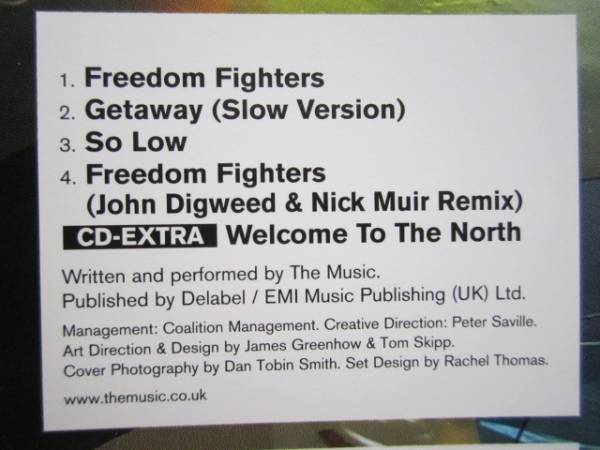 1. Freedom Fighters
2. Getaway (Slow Version)
3. So Low
4. Freedom Fighters
(John Digweed & Nick Muir Remix)
CD-EXTRA Welcome To The North
Written and performed by The Music.
Published by Delabel / EMI Music Publishing (UK) Ltd.
Management: Coalition Management. Creative Direction: Peter Saville.
Art Direction & Design by James Greenhow & Tom Skipp.
Cover Photography by Dan Tobin Smith. Set Design by Rachel Thomas.
www.themusic.co.uk